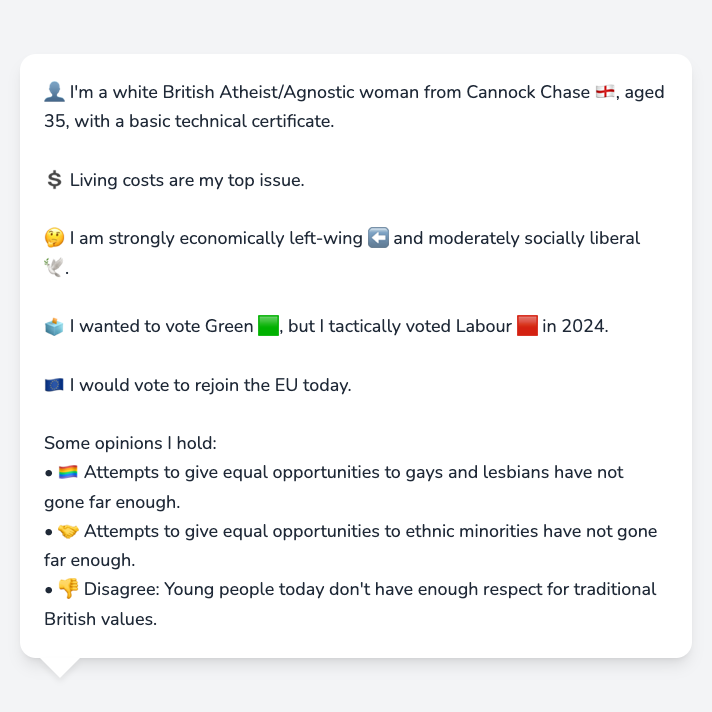 👤 I'm a white British Atheist/Agnostic woman from Cannock Chase 🏴󠁧󠁢󠁥󠁮󠁧󠁿, aged
35, with a basic technical certificate.
💲 Living costs are my top issue.
🤔 I am strongly economically left-wing ⬅️ and moderately socially liberal
🕊️.
🗳️ I wanted to vote Green 🟩, but I tactically voted Labour 🟥 in 2024.
🇪🇺 I would vote to rejoin the EU today.
Some opinions I hold:
• 🏳️‍🌈 Attempts to give equal opportunities to gays and lesbians have not
gone far enough.
• 🤝 Attempts to give equal opportunities to ethnic minorities have not gone
far enough.
• 👎 Disagree: Young people today don't have enough respect for traditional
British values.